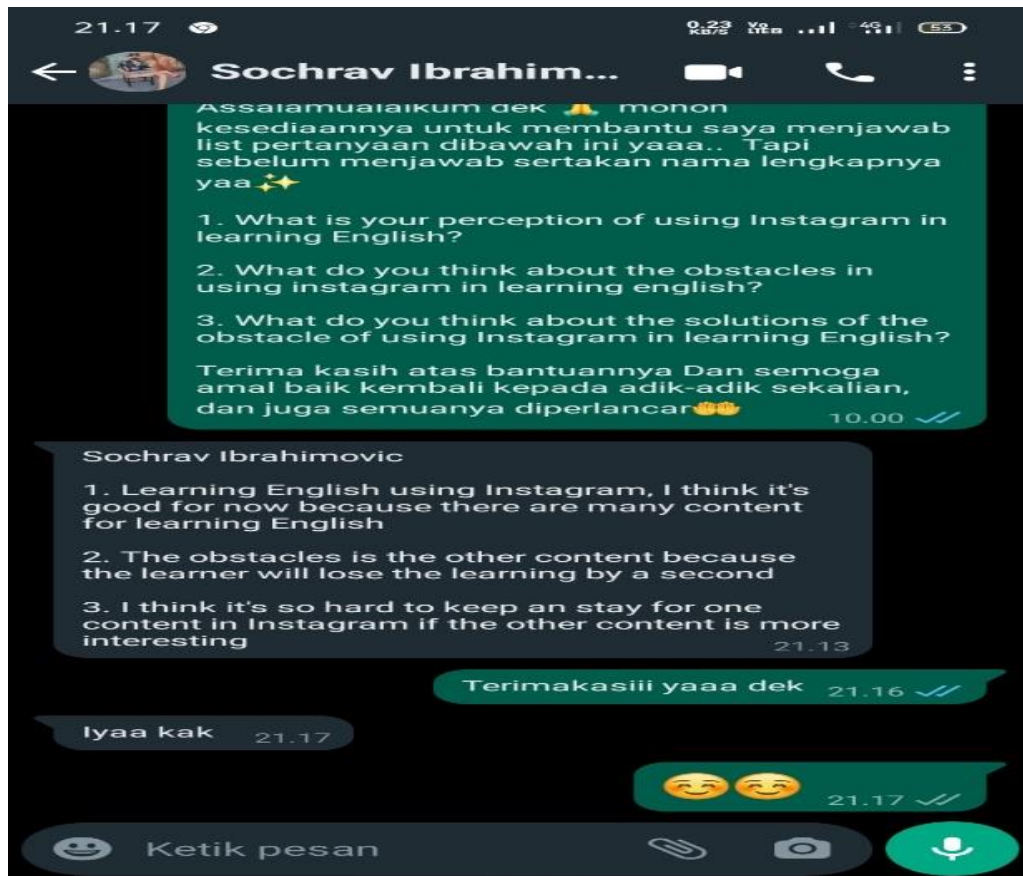 21.17
0.23 KB/S Vo LTE 4G 53
Sochrav Ibrahim...
Assalamualaikum dek 🙏 mohon
kesediaannya untuk membantu saya menjawab
list pertanyaan dibawah ini yaaa.. Tapi
sebelum menjawab sertakan nama lengkapnya
yaa✨
1. What is your perception of using Instagram in
learning English?
2. What do you think about the obstacles in
using instagram in learning english?
3. What do you think about the solutions of the
obstacle of using Instagram in learning English?
Terima kasih atas bantuannya Dan semoga
amal baik kembali kepada adik-adik sekalian,
dan juga semuanya diperlancar🤲
10.00
Sochrav Ibrahimovic
1. Learning English using Instagram, I think it's
good for now because there are many content
for learning English
2. The obstacles is the other content because
the learner will lose the learning by a second
3. I think it's so hard to keep an stay for one
content in Instagram if the other content is more
interesting
21.13
Terimakasiii yaaa dek 21.16
Iyaa kak 21.17
😊😊 21.17
Ketik pesan